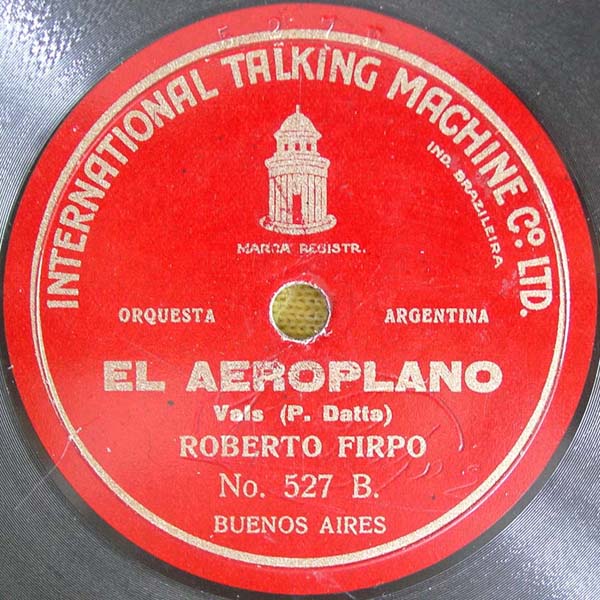 INTERNATIONAL TALKING MACHINE Co. LTD.
IND. BRAZILEIRA
MARCA REGISTR.
ORQUESTA ARGENTINA
EL AEROPLANO
Vals (P. Datta)
ROBERTO FIRPO
No. 527 B.
BUENOS AIRES